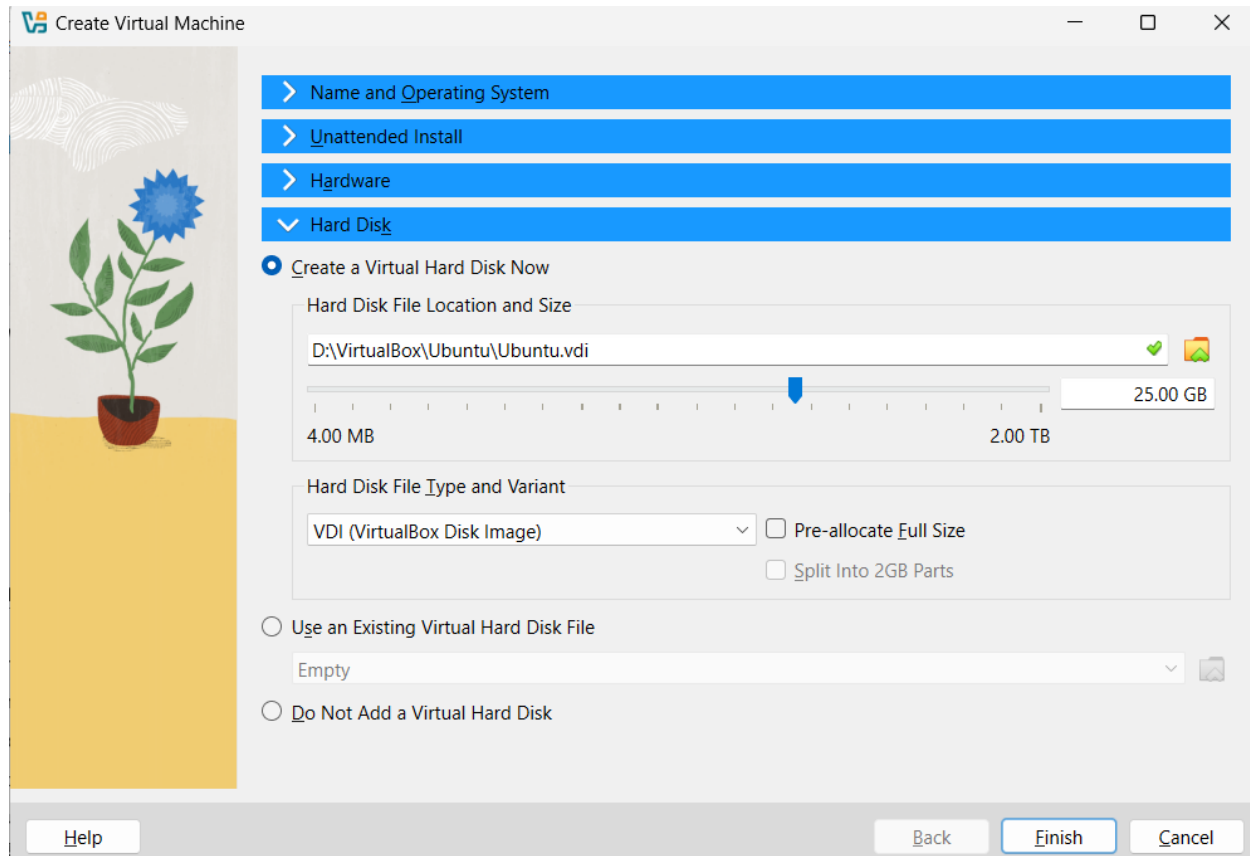 Create Virtual Machine
Name and Operating System
Unattended Install
Hardware
Hard Disk
Create a Virtual Hard Disk Now
Hard Disk File Location and Size
D:\VirtualBox\Ubuntu\Ubuntu.vdi
25.00 GB
4.00 MB 2.00 TB
Hard Disk File Type and Variant
VDI (VirtualBox Disk Image) Pre-allocate Full Size
Split Into 2GB Parts
Use an Existing Virtual Hard Disk File
Empty
Do Not Add a Virtual Hard Disk
Help Back Finish Cancel